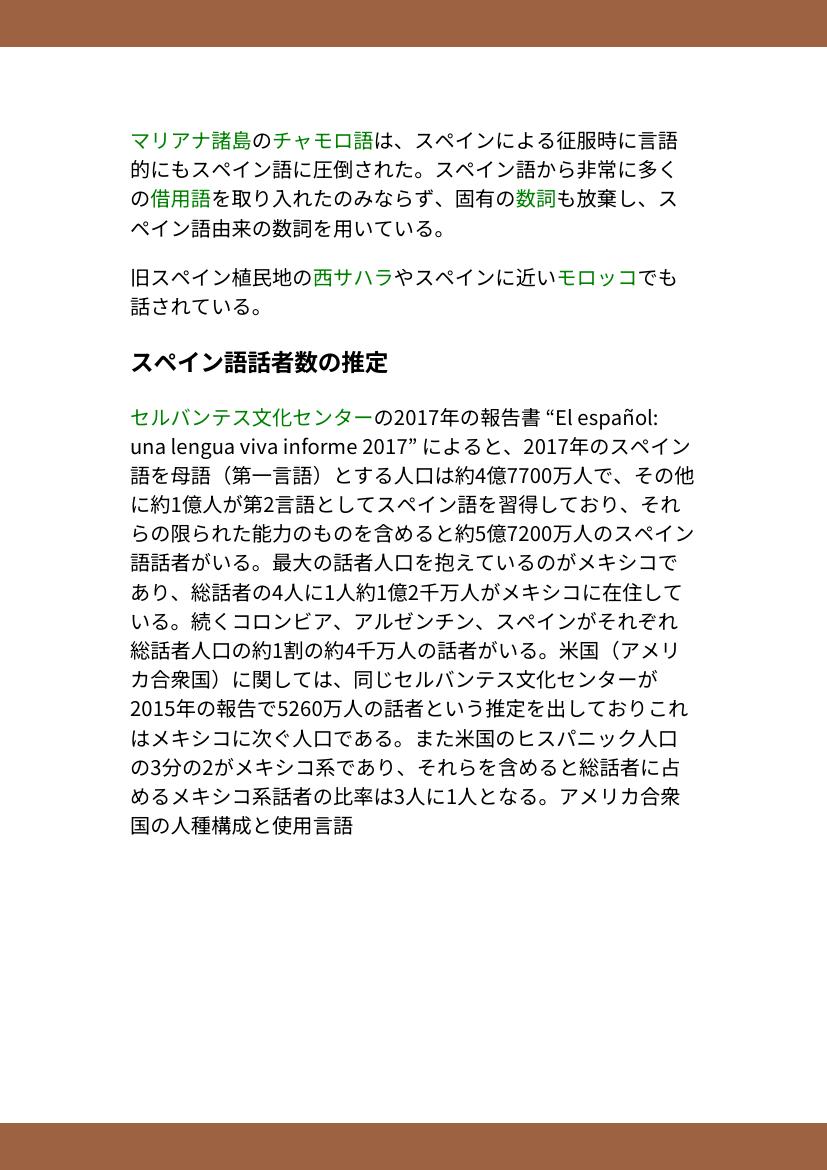 マリアナ諸島のチャモロ語は、スペインによる征服時に言語
的にもスペイン語に圧倒された。スペイン語から非常に多く
の借用語を取り入れたのみならず、固有の数詞も放棄し、ス
ペイン語由来の数詞を用いている。
旧スペイン植民地の西サハラやスペインに近いモロッコでも
話されている。
スペイン語話者数の推定
セルバンテス文化センターの2017年の報告書 “El español:
una lengua viva informe 2017” によると、2017年のスペイン
語を母語（第一言語）とする人口は約4億7700万人で、その他
に約1億人が第2言語としてスペイン語を習得しており、それ
らの限られた能力のものを含めると約5億7200万人のスペイン
語話者がいる。最大の話者人口を抱えているのがメキシコで
あり、総話者の4人に1人約1億2千万人がメキシコに在住して
いる。続くコロンビア、アルゼンチン、スペインがそれぞれ
総話者人口の約1割の約4千万人の話者がいる。米国（アメリ
カ合衆国）に関しては、同じセルバンテス文化センターが
2015年の報告で5260万人の話者という推定を出しておりこれ
はメキシコに次ぐ人口である。また米国のヒスパニック人口
の3分の2がメキシコ系であり、それらを含めると総話者に占
めるメキシコ系話者の比率は3人に1人となる。アメリカ合衆
国の人種構成と使用言語